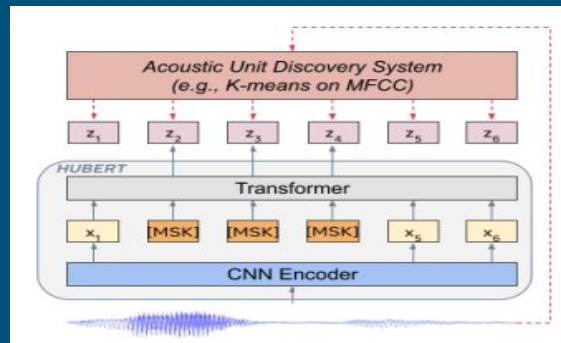 Acoustic Unit Discovery System
(e.g., K-means on MFCC)
z₁ z₂ z₃ z₄ z₅ z₆
HUBERT
Transformer
x₁ [MSK] [MSK] [MSK] x₅ x₆
CNN Encoder